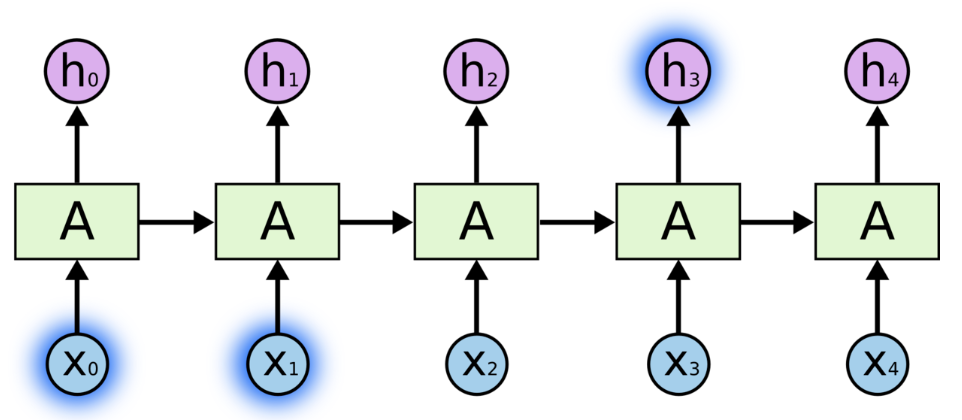 h₀ h₁ h₂ h₃ h₄
A A A A A
x₀ x₁ x₂ x₃ x₄